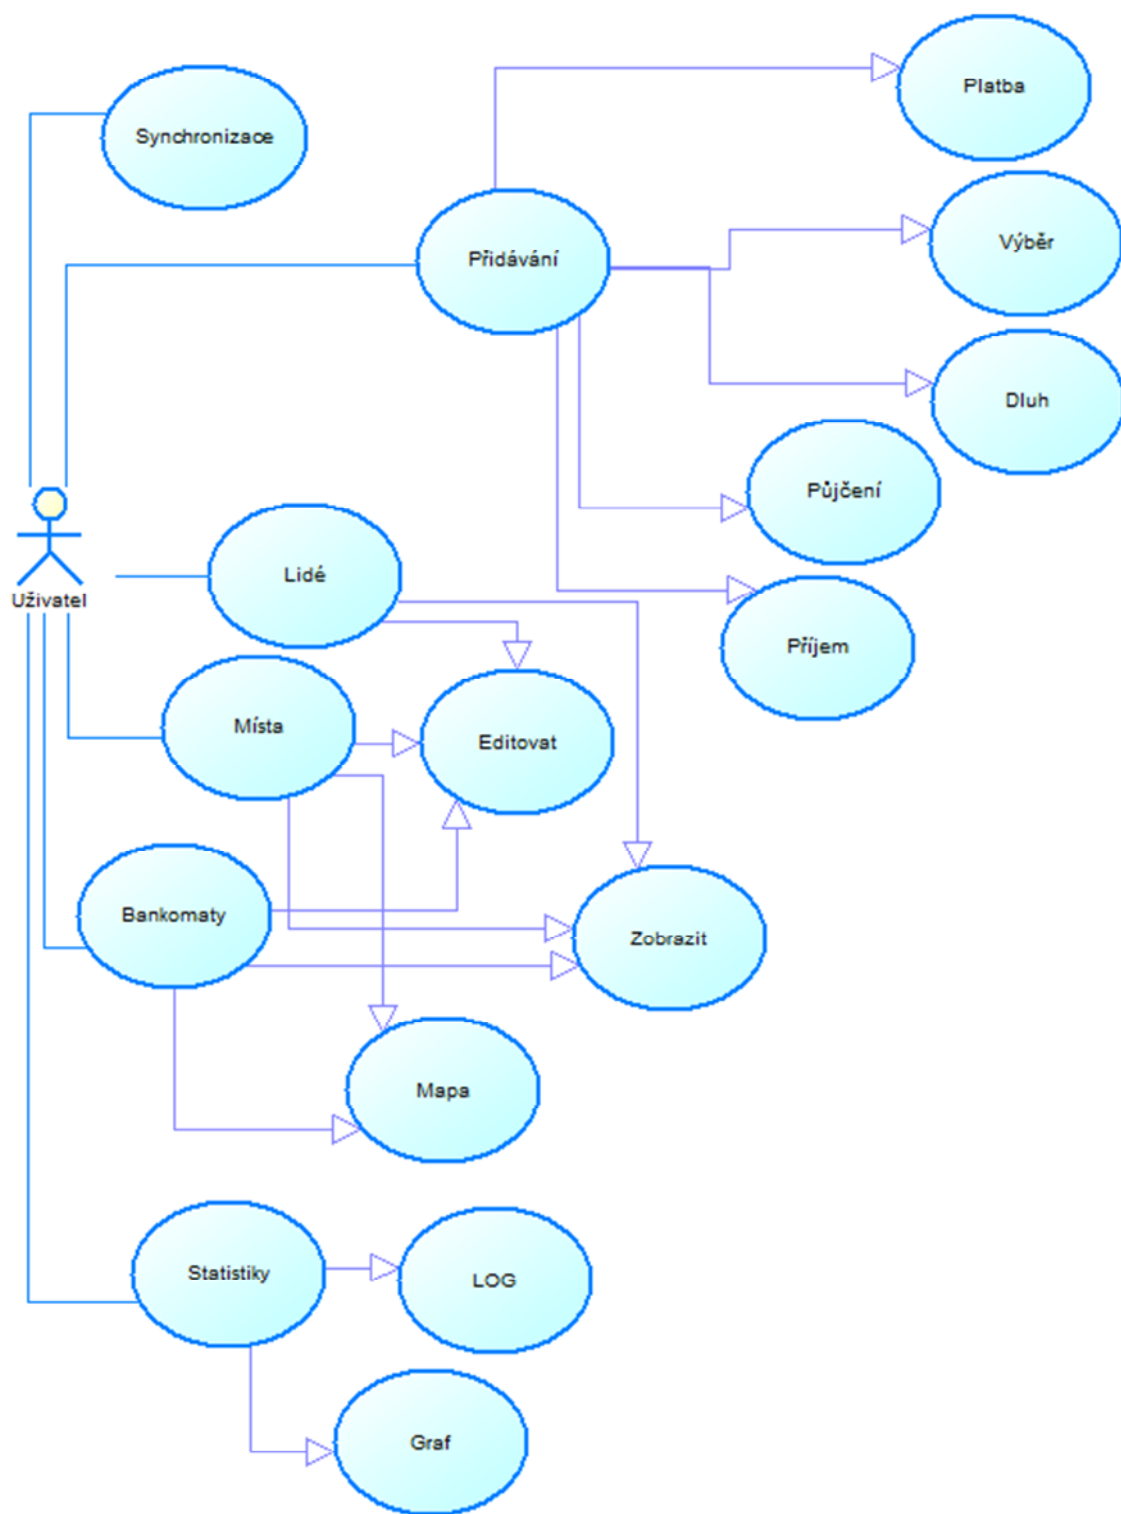 Platba
Synchronizace
Výběr
Přidávání
Dluh
Půjčení
Lidé
Uživatel
Příjem
Místa
Editovat
Bankomaty
Zobrazit
Mapa
Statistiky
LOG
Graf